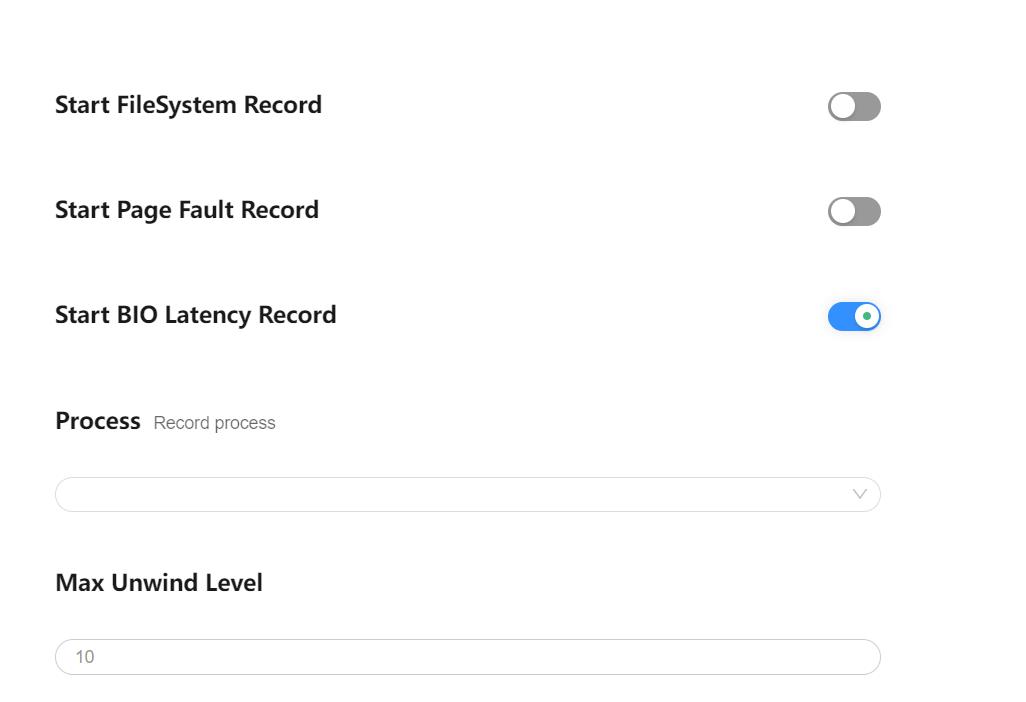 Start FileSystem Record
Start Page Fault Record
Start BIO Latency Record
Process Record process
Max Unwind Level
10